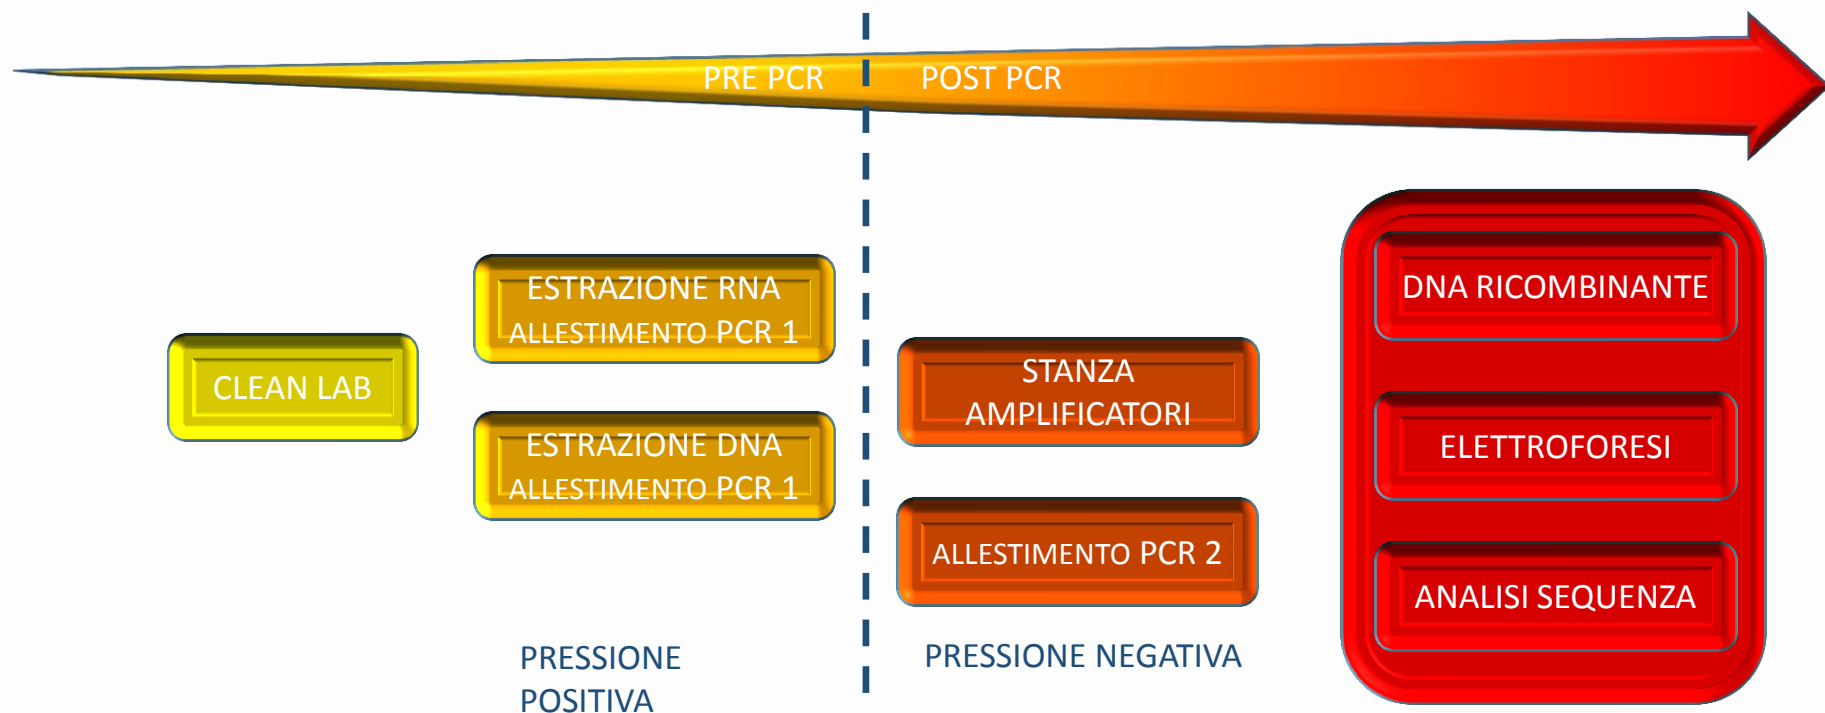 PRE PCR
POST PCR
CLEAN LAB
ESTRAZIONE RNA
ALLESTIMENTO PCR 1
ESTRAZIONE DNA
ALLESTIMENTO PCR 1
STANZA
AMPLIFICATORI
ALLESTIMENTO PCR 2
DNA RICOMBINANTE
ELETTROFORESI
ANALISI SEQUENZA
PRESSIONE
POSITIVA
PRESSIONE NEGATIVA